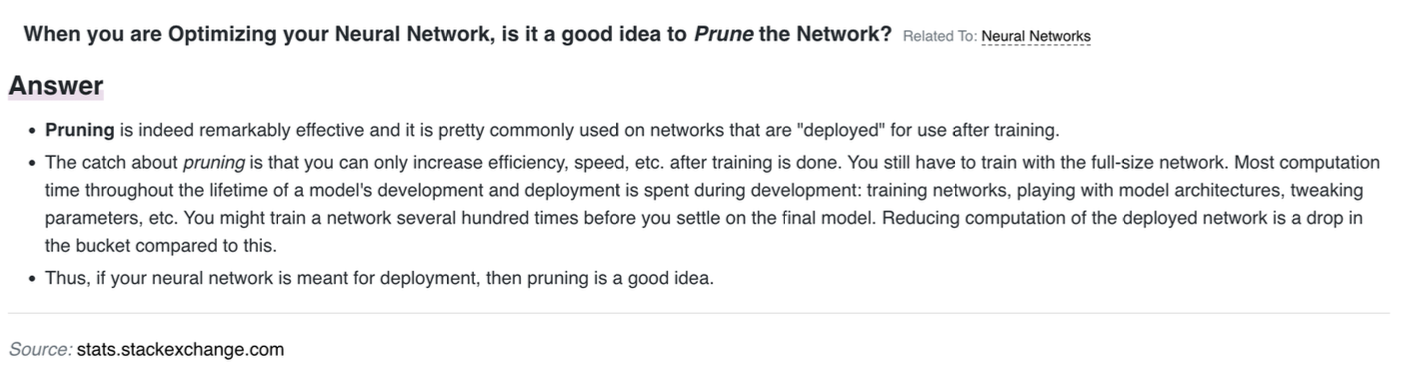 When you are Optimizing your Neural Network, is it a good idea to Prune the Network? Related To: Neural Networks
Answer
• Pruning is indeed remarkably effective and it is pretty commonly used on networks that are "deployed" for use after training.
• The catch about pruning is that you can only increase efficiency, speed, etc. after training is done. You still have to train with the full-size network. Most computation
time throughout the lifetime of a model's development and deployment is spent during development: training networks, playing with model architectures, tweaking
parameters, etc. You might train a network several hundred times before you settle on the final model. Reducing computation of the deployed network is a drop in
the bucket compared to this.
• Thus, if your neural network is meant for deployment, then pruning is a good idea.
Source: stats.stackexchange.com